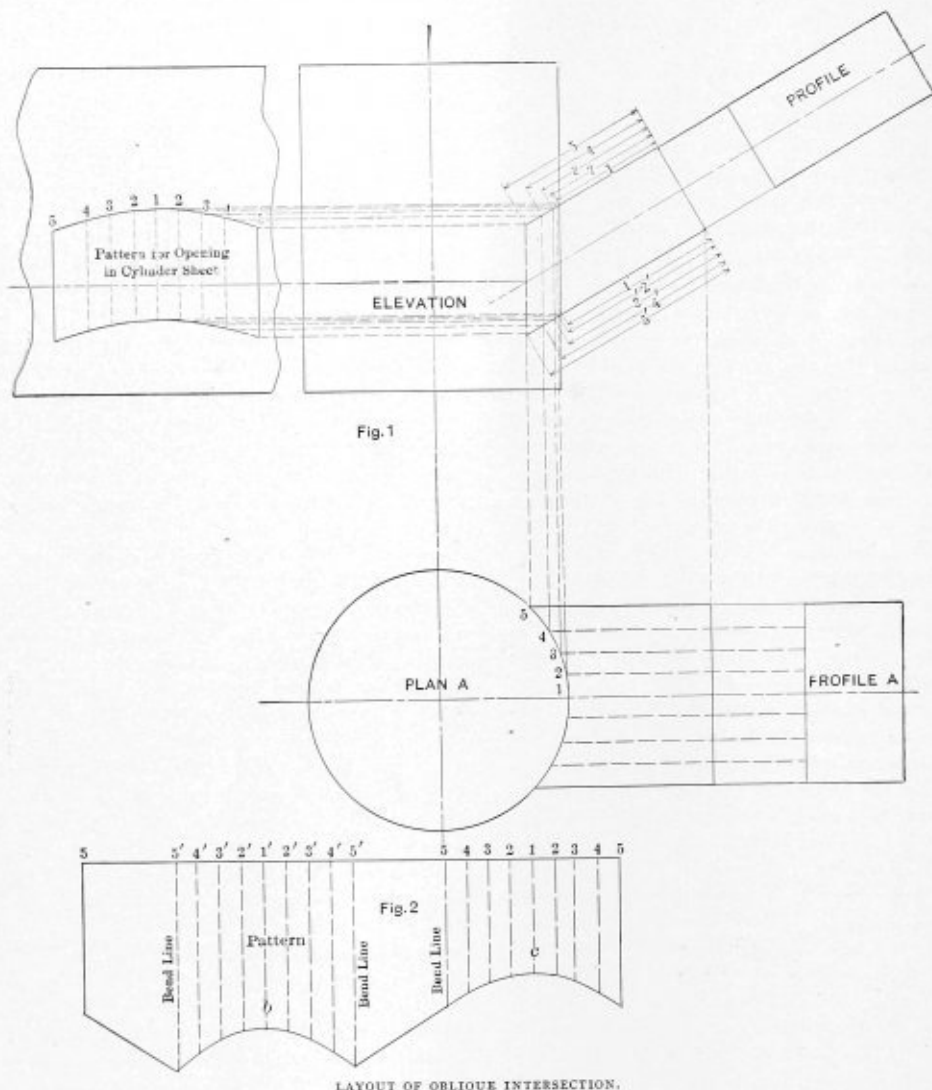 PROFILE
5 4 3 2 1 2 3 4
Pattern for Opening
in Cylinder Sheet
ELEVATION
Fig.1
5
4
3
2
1
PLAN A
PROFILE A
5 5' 4' 3' 2' 1' 2' 3' 4' 5' 5 4 3 2 1 2 3 4 5
Fig.2
Pattern
Bend Line
Bend Line
Bend Line
b
c
LAYOUT OF OBLIQUE INTERSECTION.